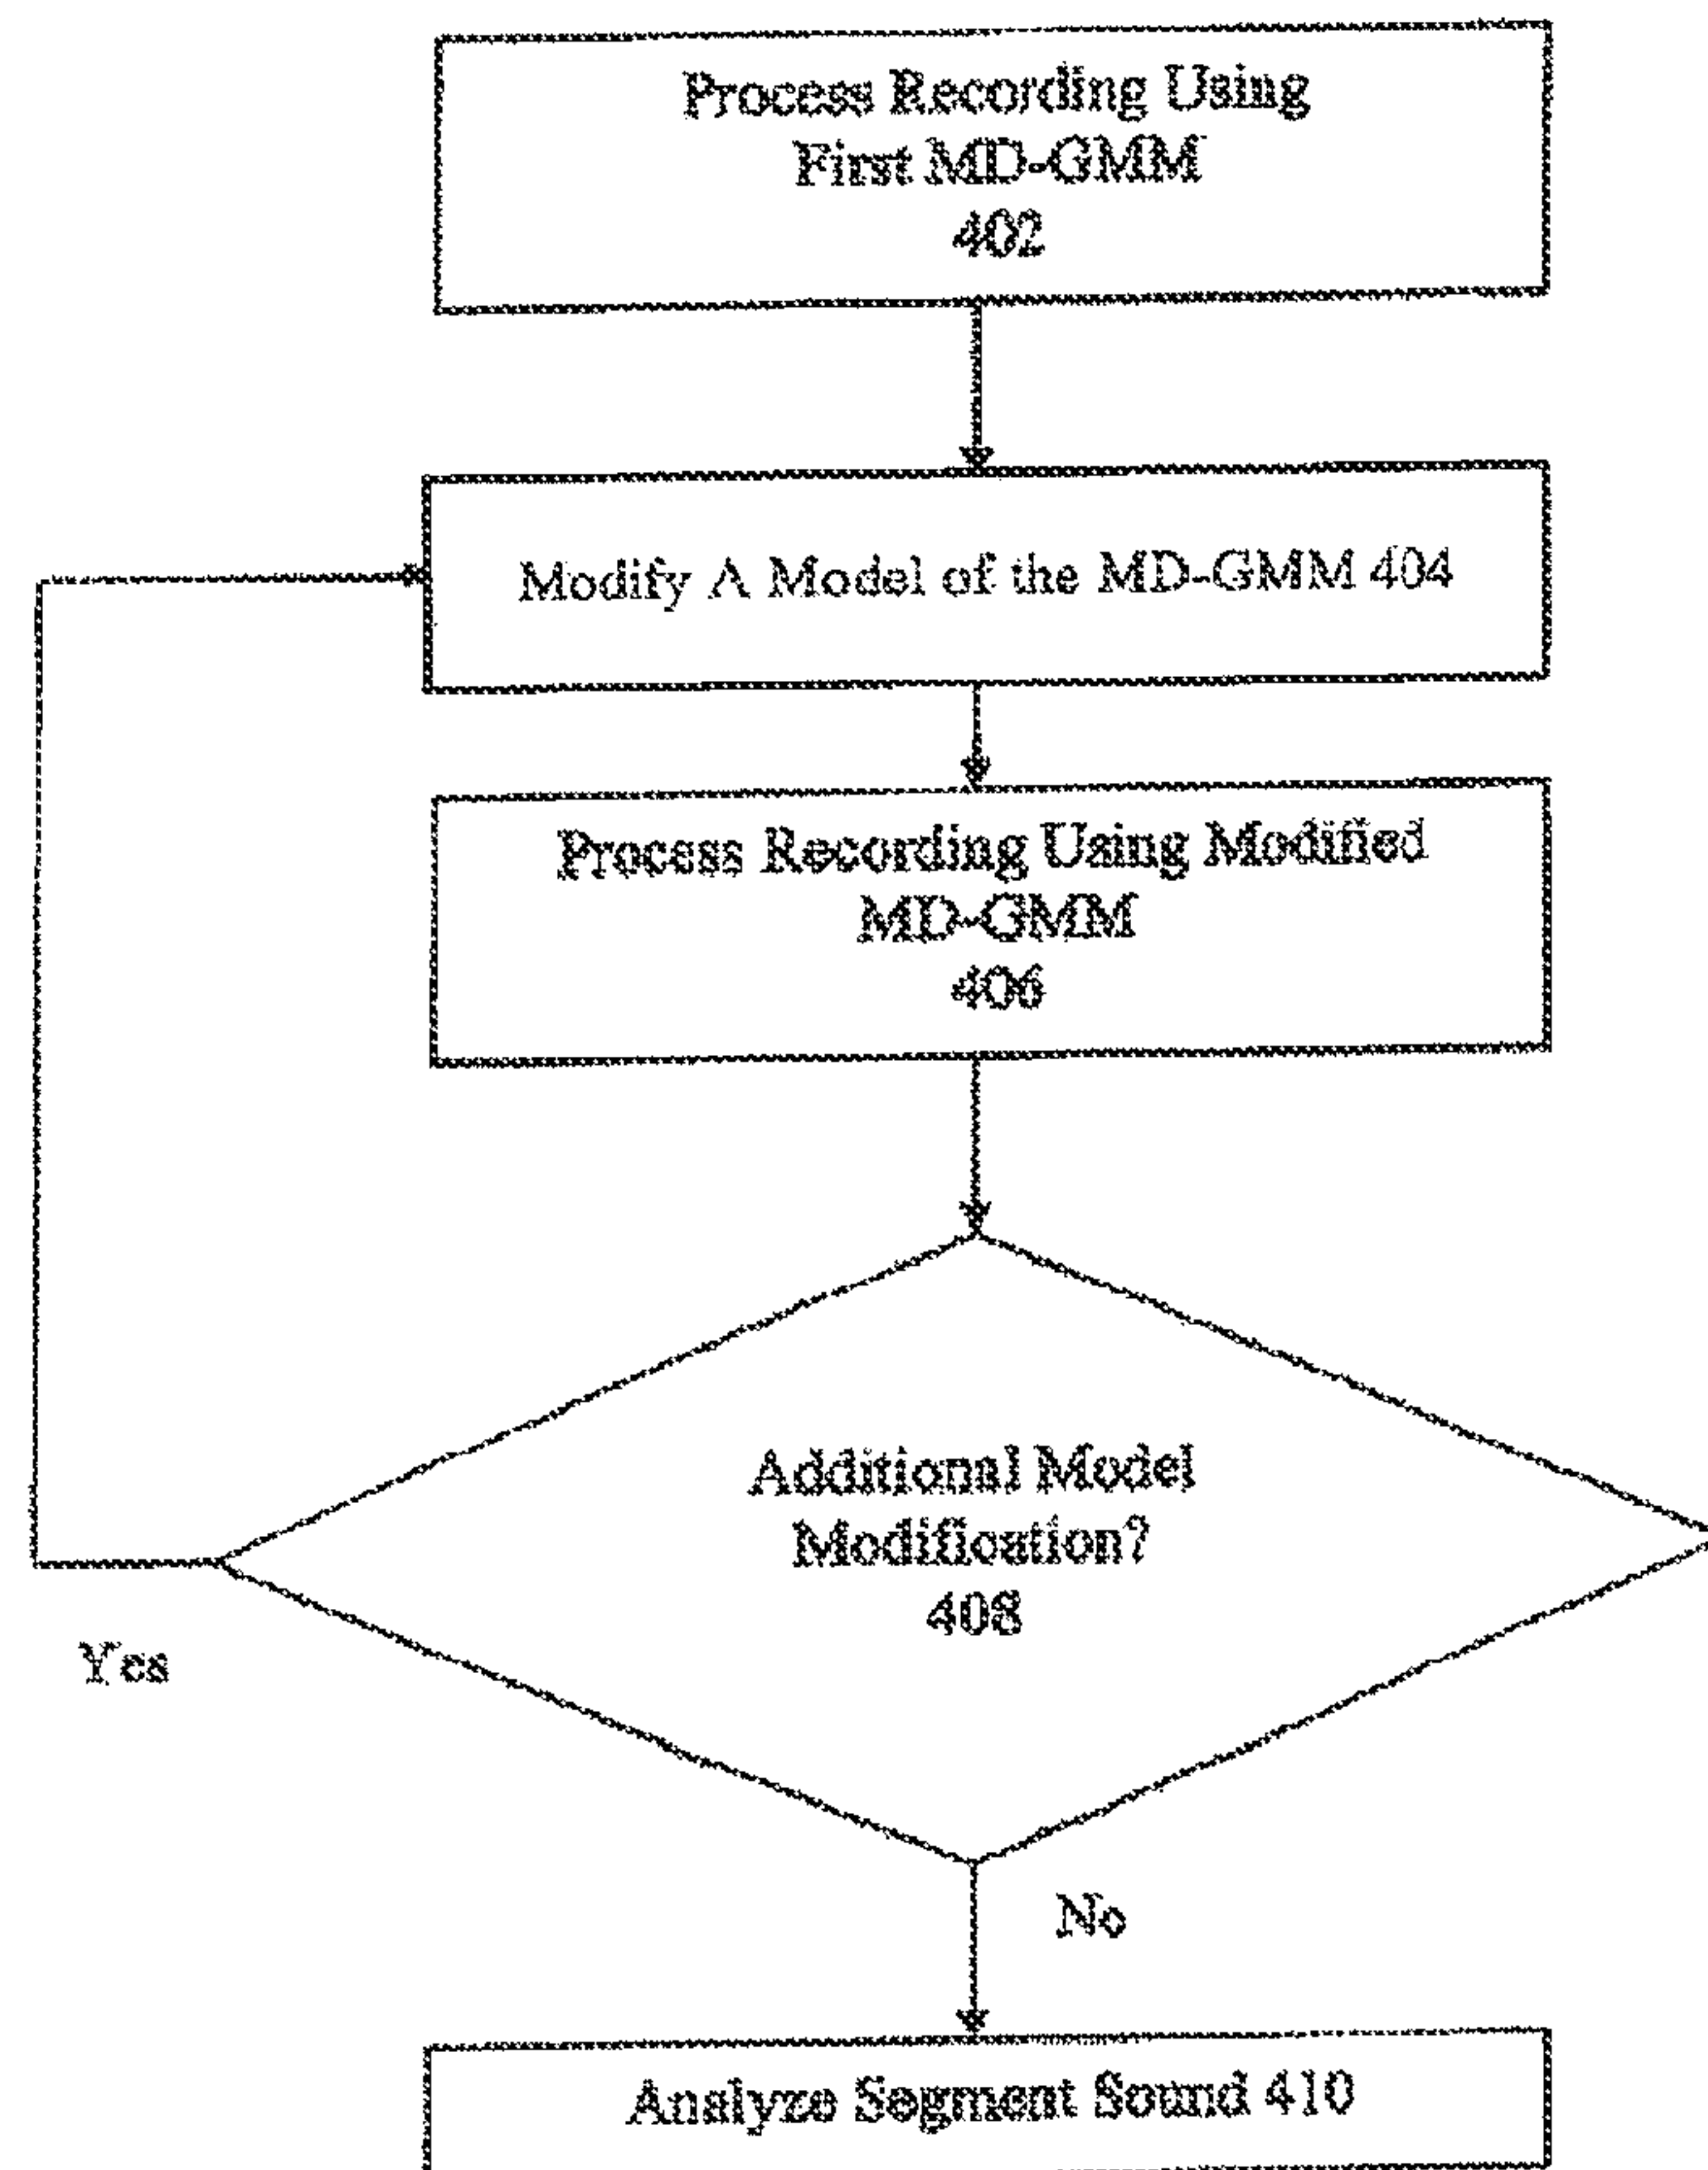 Process Recording Using
First MD-GMM
402
Modify A Model of the MD-GMM 404
Process Recording Using Modified
MD-GMM
406
Additional Model
Modification?
408
Yes
No
Analyze Segment Sound 410